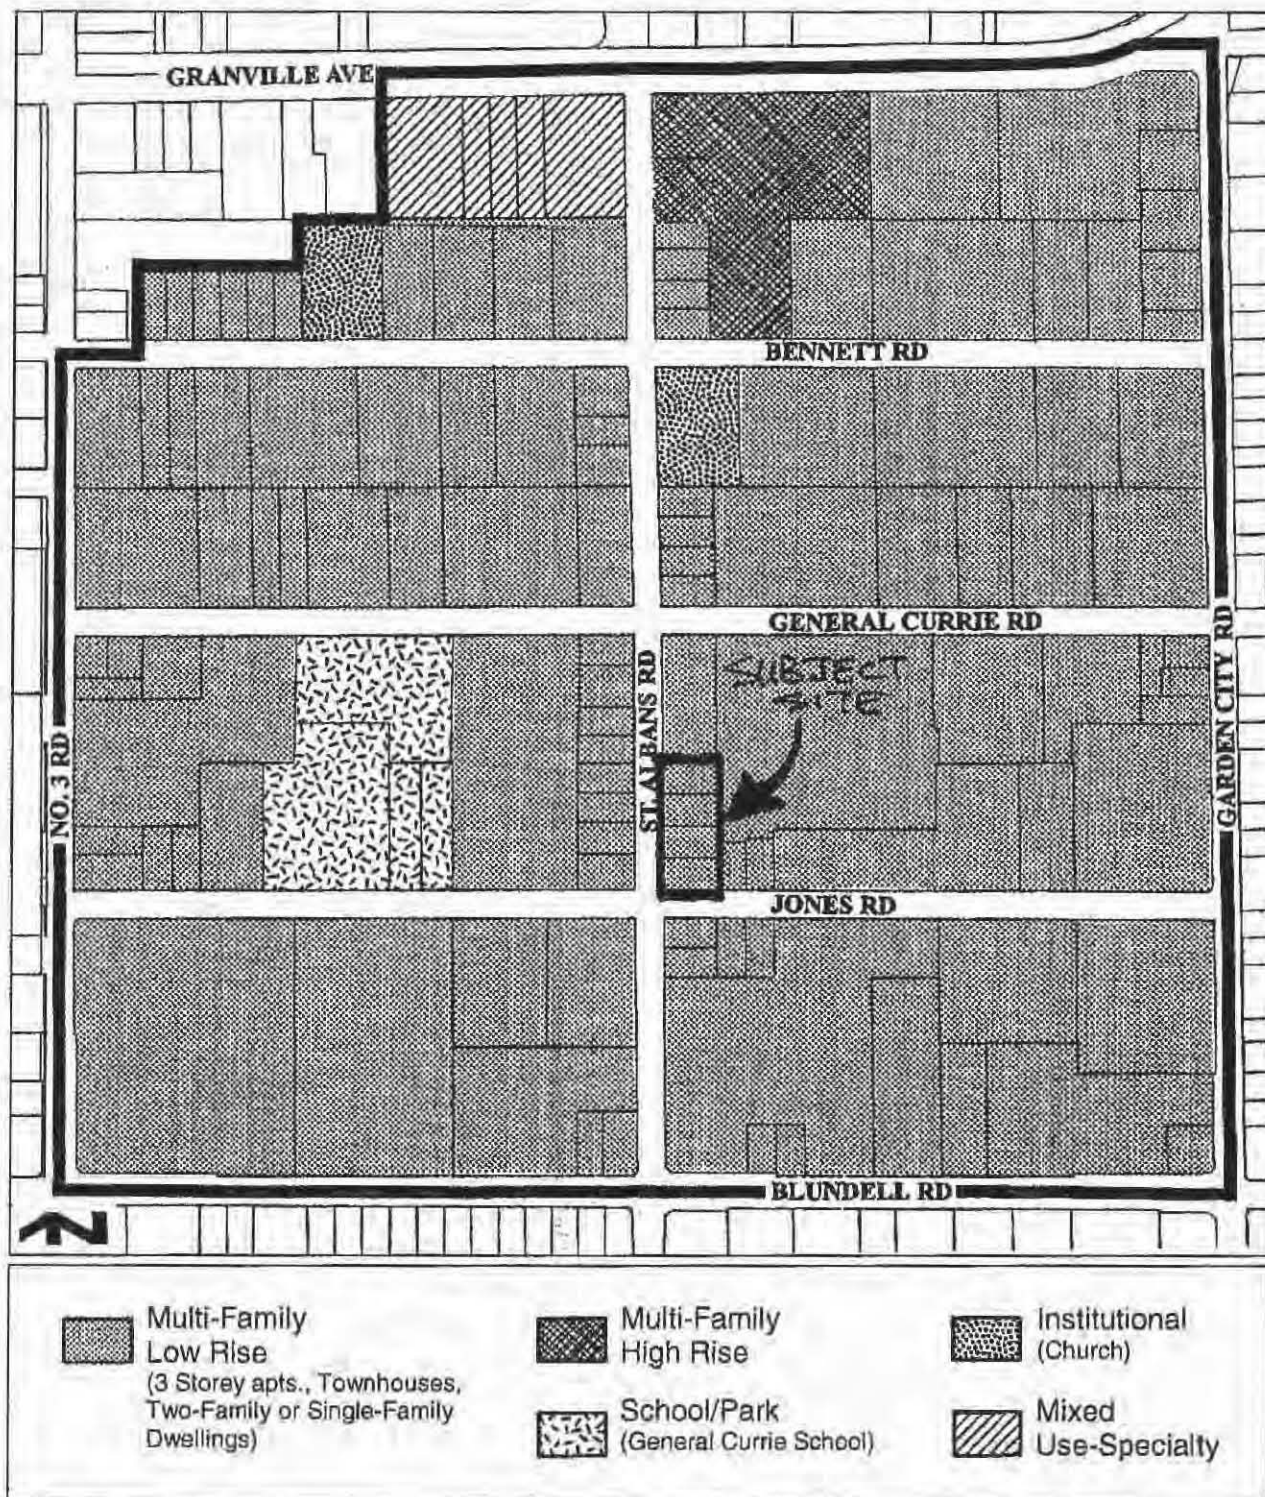 GRANVILLE AVE
BENNETT RD
GENERAL CURRIE RD
SUBJECT
SITE
ST. ALBANS RD
NO. 3 RD
GARDEN CITY RD
JONES RD
BLUNDELL RD
N
Multi-Family
Low Rise
(3 Storey apts., Townhouses,
Two-Family or Single-Family
Dwellings)
Multi-Family
High Rise
School/Park
(General Currie School)
Institutional
(Church)
Mixed
Use-Specialty